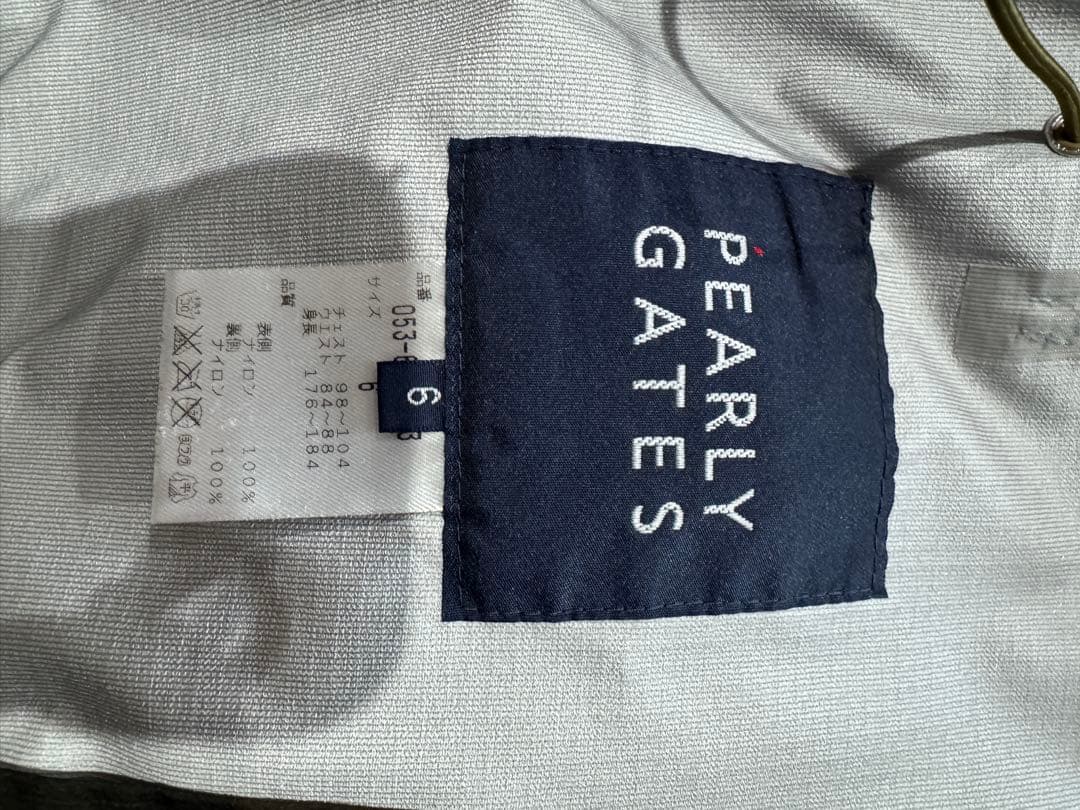 PEARLY
GATES
6
品番
053-
サイズ 6
チェスト 98〜104
ウエスト 84〜88
身長 176〜184
品質
表側 ナイロン 100%
裏側 ナイロン 100%